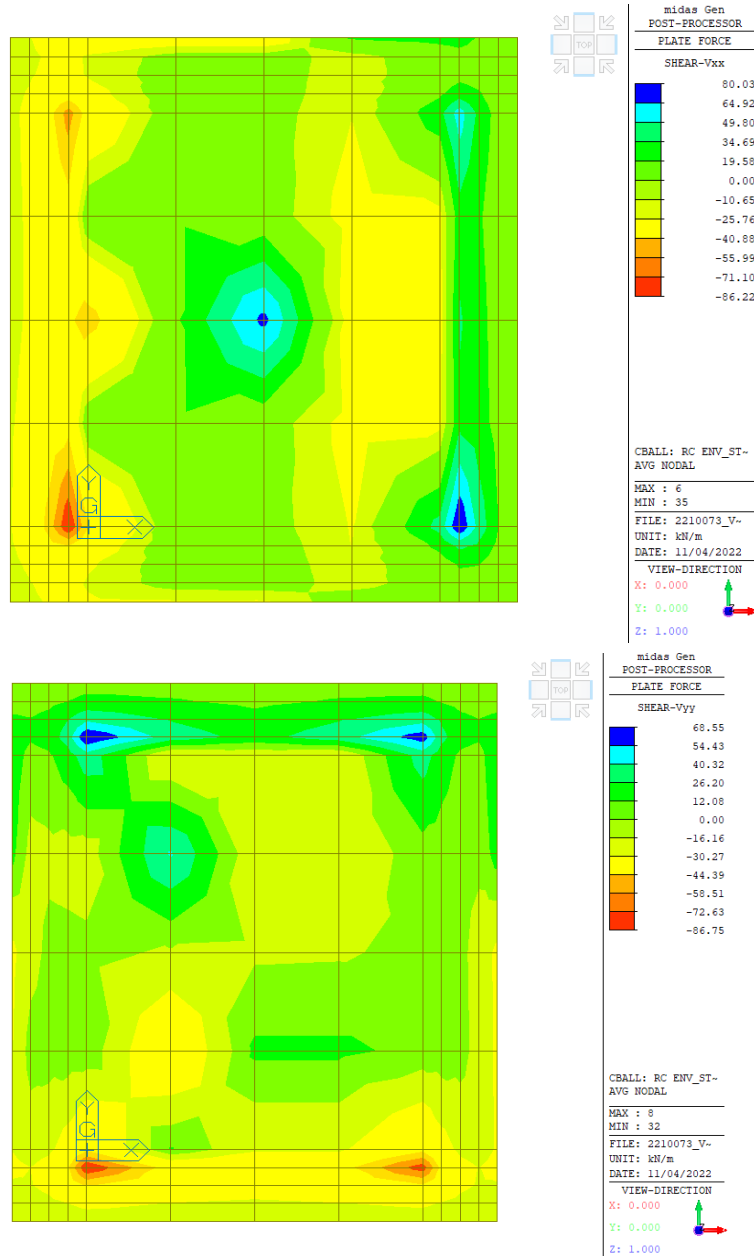 TOP
midas Gen
POST-PROCESSOR
PLATE FORCE
SHEAR-Vxx
80.03
64.92
49.80
34.69
19.58
0.00
-10.65
-25.76
-40.88
-55.99
-71.10
-86.22
Y
G
X
CBALL: RC ENV_ST~
AVG NODAL
MAX : 6
MIN : 35
FILE: 2210073_V~
UNIT: kN/m
DATE: 11/04/2022
VIEW-DIRECTION
X: 0.000
Y: 0.000
Z: 1.000
TOP
midas Gen
POST-PROCESSOR
PLATE FORCE
SHEAR-Vyy
68.55
54.43
40.32
26.20
12.08
0.00
-16.16
-30.27
-44.39
-58.51
-72.63
-86.75
Y
G
X
CBALL: RC ENV_ST~
AVG NODAL
MAX : 8
MIN : 32
FILE: 2210073_V~
UNIT: kN/m
DATE: 11/04/2022
VIEW-DIRECTION
X: 0.000
Y: 0.000
Z: 1.000